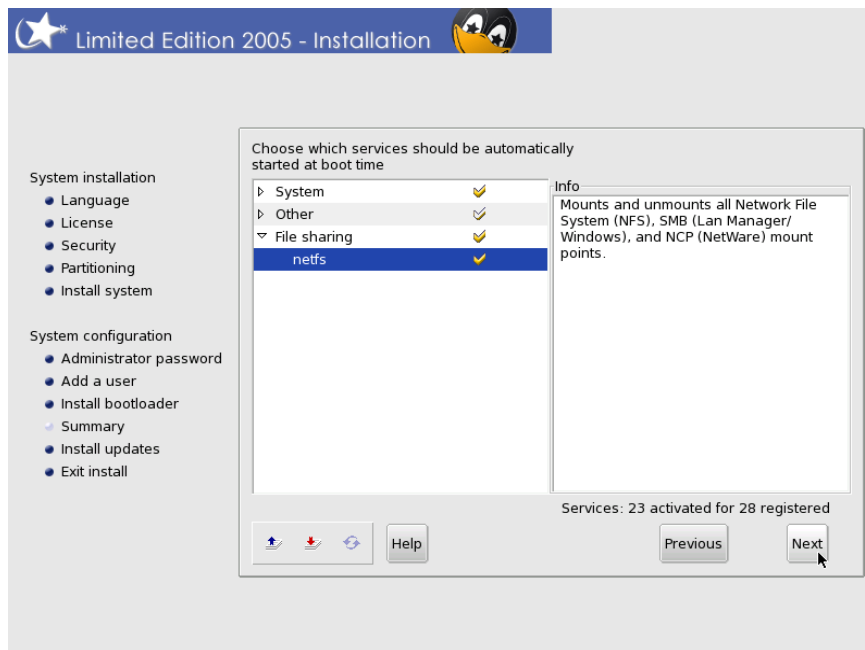 Limited Edition 2005 - Installation
System installation
Language
License
Security
Partitioning
Install system
System configuration
Administrator password
Add a user
Install bootloader
Summary
Install updates
Exit install
Choose which services should be automatically
started at boot time
System
Other
File sharing
netfs
Info
Mounts and unmounts all Network File
System (NFS), SMB (Lan Manager/
Windows), and NCP (NetWare) mount
points.
Services: 23 activated for 28 registered
Help
Previous
Next